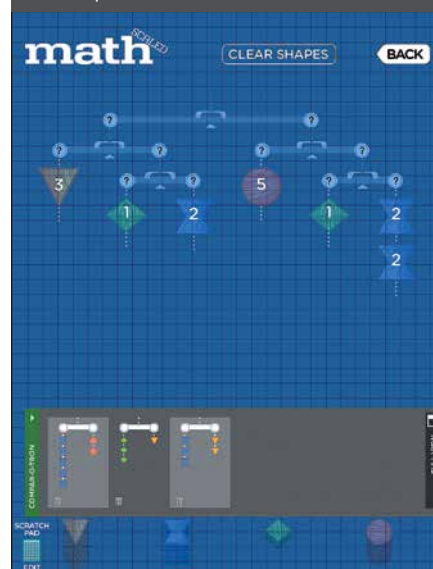 math
SCALED
CLEAR SHAPES
BACK
? ?
? ? ? ?
3 ? ? 5 ? ?
1 2 1 2
2
COMPAR-O-TRON
SCRATCH
PAD
EDIT